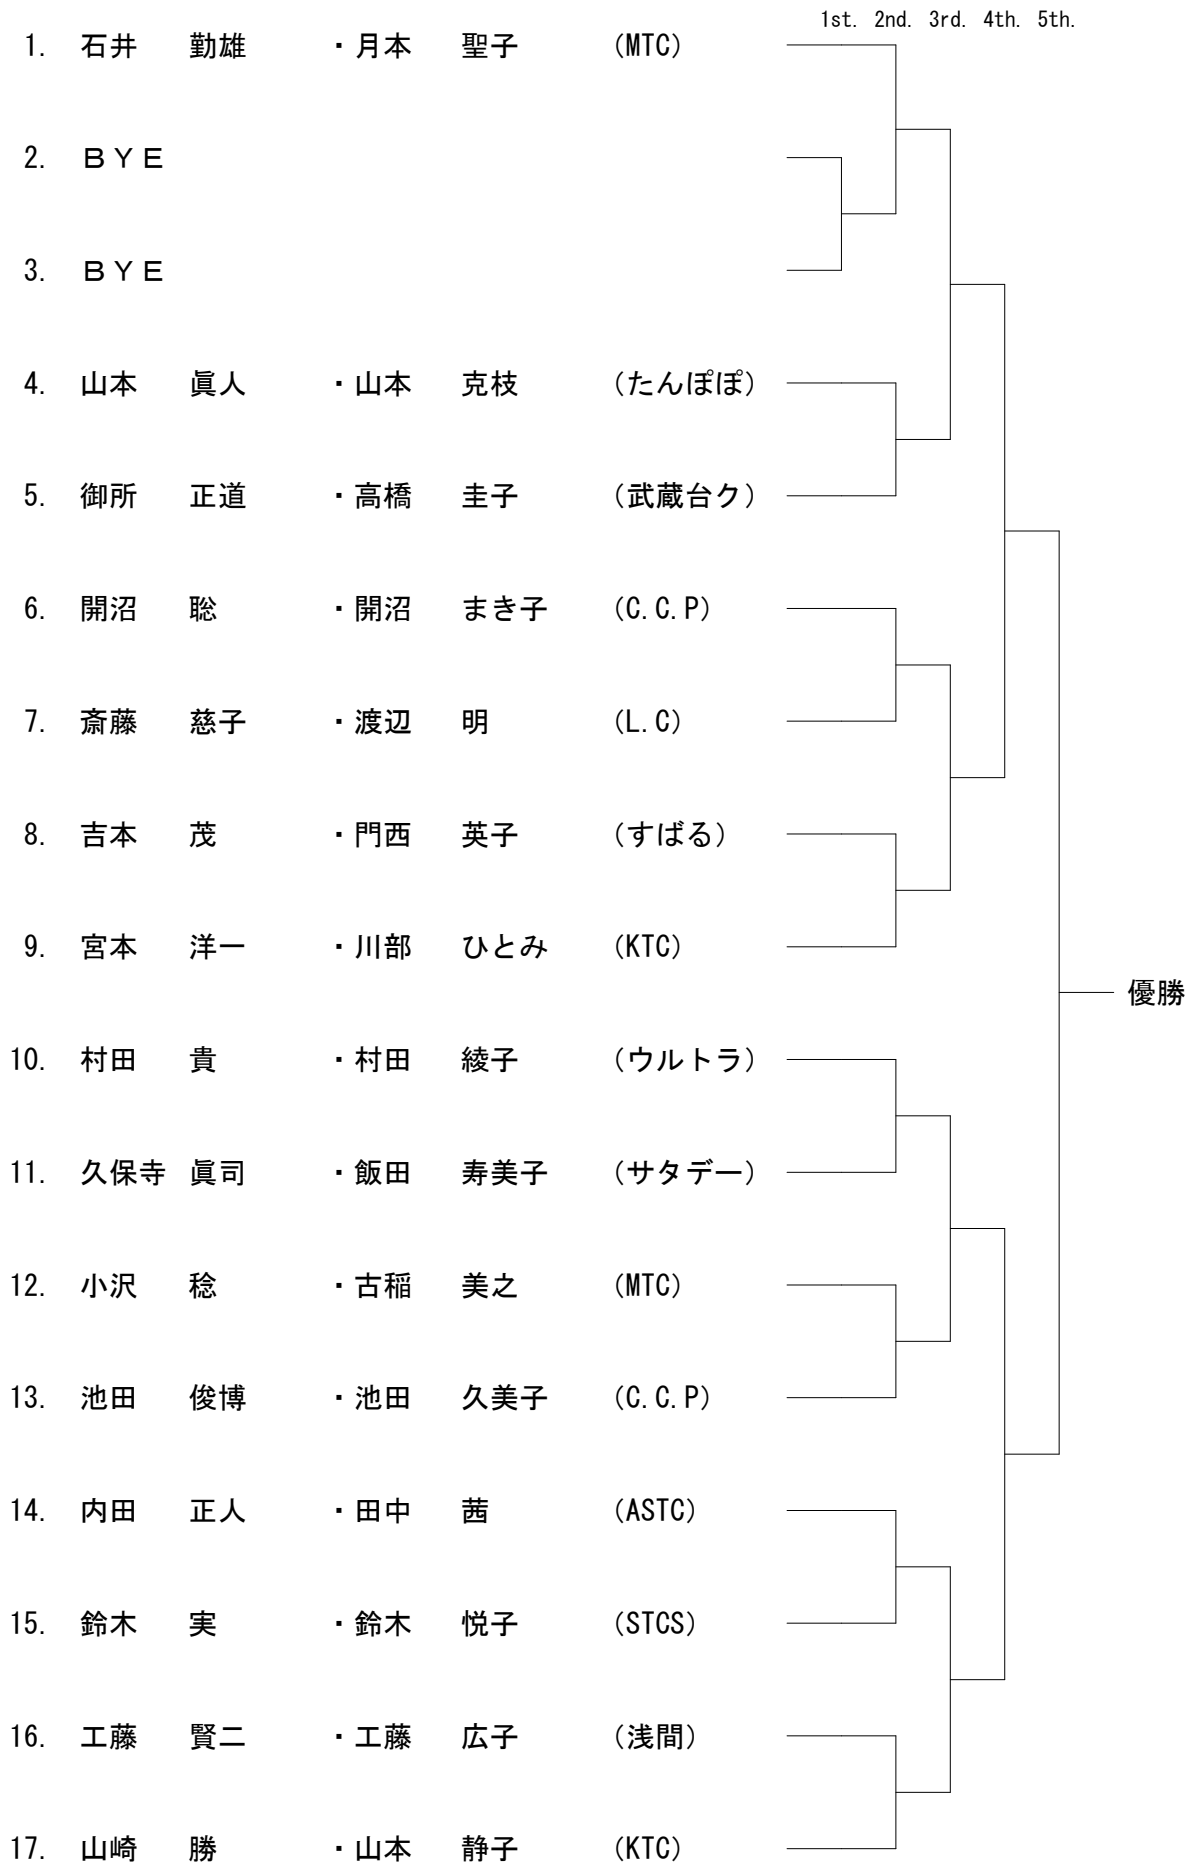 1st. 2nd. 3rd. 4th. 5th.
1. 石井 勤雄 ・月本 聖子 (MTC)
2. ＢＹＥ
3. ＢＹＥ
4. 山本 眞人 ・山本 克枝 (たんぽぽ)
5. 御所 正道 ・高橋 圭子 (武蔵台ク)
6. 開沼 聡 ・開沼 まき子 (C.C.P)
7. 斎藤 慈子 ・渡辺 明 (L.C)
8. 吉本 茂 ・門西 英子 (すばる)
9. 宮本 洋一 ・川部 ひとみ (KTC)
優勝
10. 村田 貴 ・村田 綾子 (ウルトラ)
11. 久保寺 眞司 ・飯田 寿美子 (サタデー)
12. 小沢 稔 ・古稲 美之 (MTC)
13. 池田 俊博 ・池田 久美子 (C.C.P)
14. 内田 正人 ・田中 茜 (ASTC)
15. 鈴木 実 ・鈴木 悦子 (STCS)
16. 工藤 賢二 ・工藤 広子 (浅間)
17. 山崎 勝 ・山本 静子 (KTC)